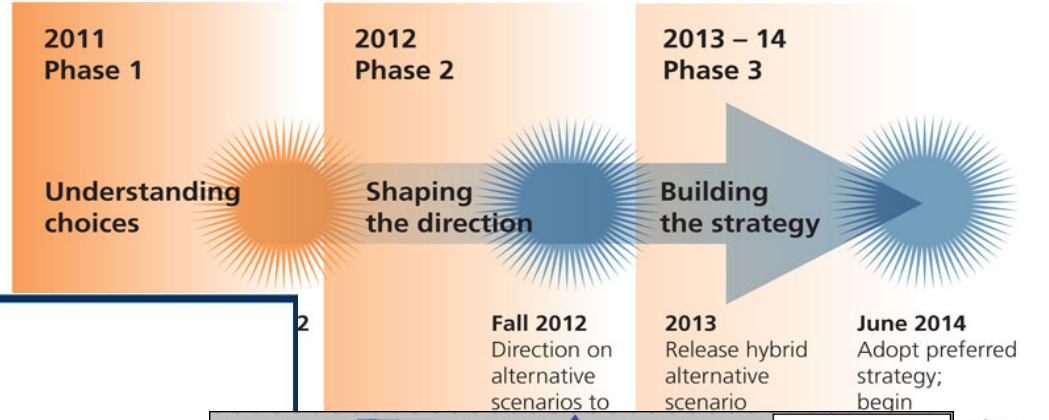 2011
Phase 1
Understanding
choices
2012
Phase 2
Shaping
the direction
2013 – 14
Phase 3
Building
the strategy
2
Fall 2012
Direction on
alternative
scenarios to
2013
Release hybrid
alternative
scenario
June 2014
Adopt preferred
strategy;
begin